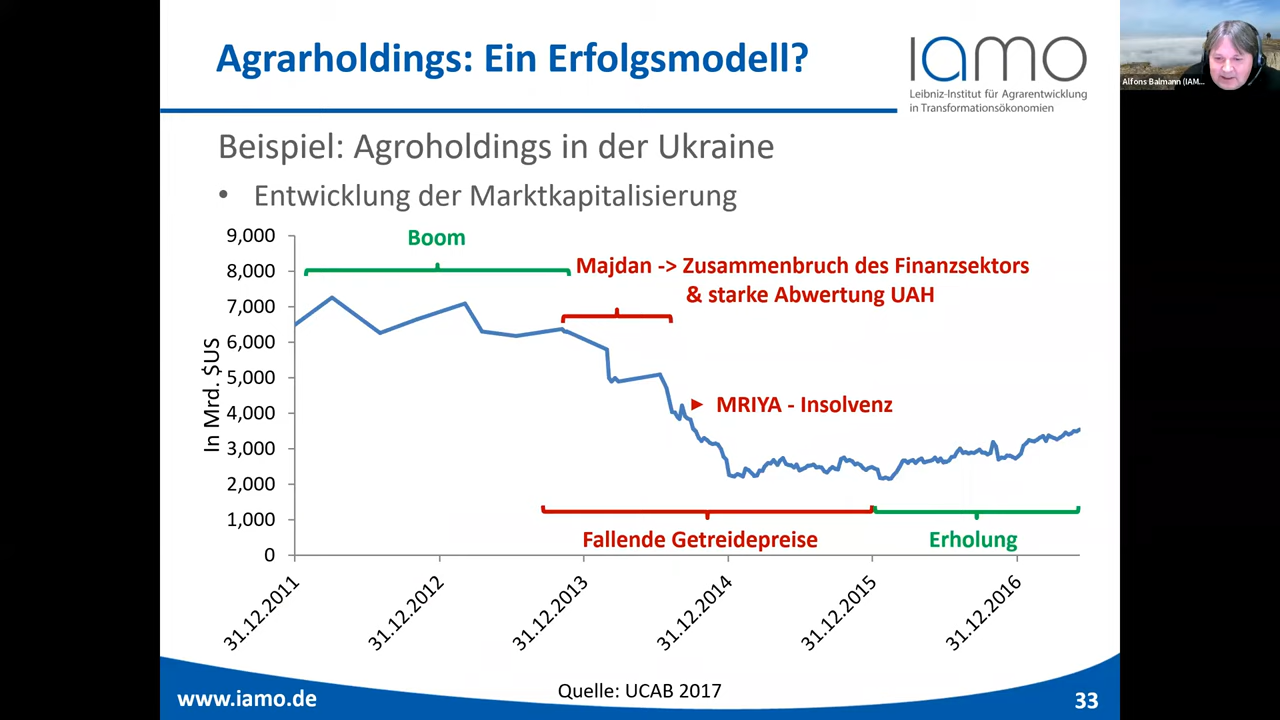 Agrarholdings: Ein Erfolgsmodell?
iamo
Leibniz-Institut für Agrarentwicklung
in Transformationsökonomien
Alfons Balmann (IAM...
Beispiel: Agroholdings in der Ukraine
• Entwicklung der Marktkapitalisierung
In Mrd. $US
9,000
8,000
7,000
6,000
5,000
4,000
3,000
2,000
1,000
0
Boom
Majdan -> Zusammenbruch des Finanzsektors
& starke Abwertung UAH
MRIYA - Insolvenz
Fallende Getreidepreise
Erholung
31.12.2011
31.12.2012
31.12.2013
31.12.2014
31.12.2015
31.12.2016
www.iamo.de
Quelle: UCAB 2017
33